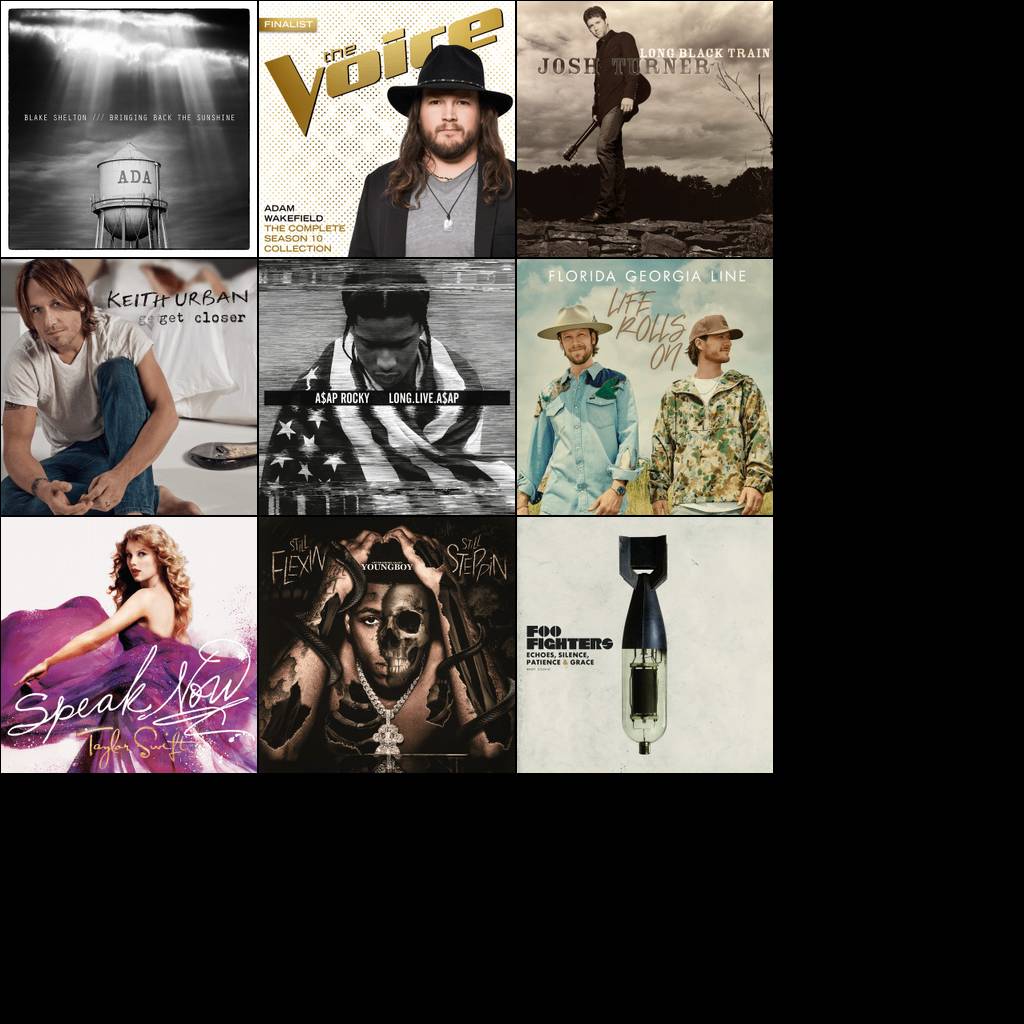 BLAKE SHELTON /// BRINGING BACK THE SUNSHINE
ADA
FINALIST
the
Voice
ADAM
WAKEFIELD
THE COMPLETE
SEASON 10
COLLECTION
LONG BLACK TRAIN
JOSH TURNER
KEITH URBAN
get closer
A$AP ROCKY LONG.LIVE.A$AP
FLORIDA GEORGIA LINE
LIFE
ROLLS
ON
Speak Now
Taylor Swift
STILL
FLEXIN
YOUNGBOY
STILL
STEPPIN
FOO
FIGHTERS
ECHOES, SILENCE,
PATIENCE & GRACE